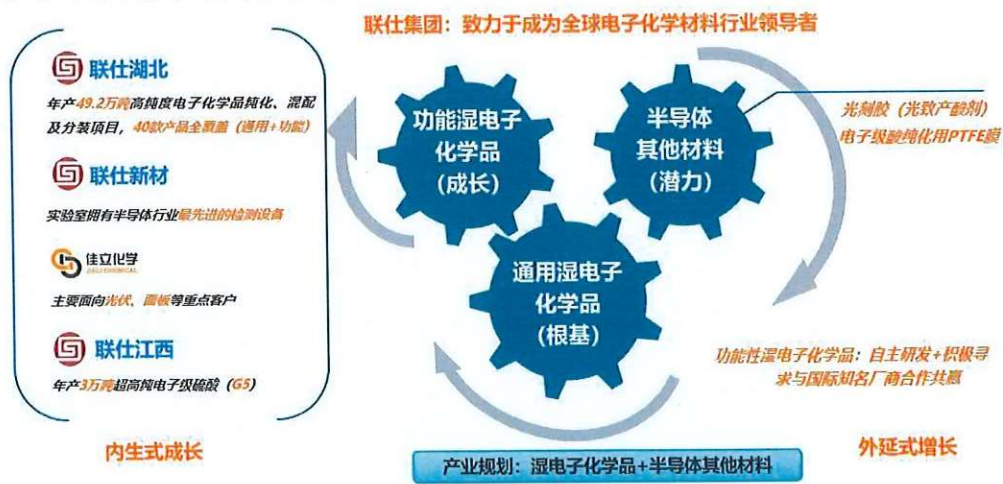 联仕集团：致力于成为全球电子化学材料行业领导者
联仕湖北
年产49.2万吨高纯度电子化学品纯化、混配
及分装项目，40款产品全覆盖（通用+功能）
联仕新材
实验室拥有半导体行业最先进的检测设备
佳立化学
JIALI CHEMICAL
主要面向光伏、面板等重点客户
联仕江西
年产3万吨超高纯电子级硫酸（G5）
内生式成长
功能湿电子
化学品
(成长)
半导体
其他材料
(潜力)
通用湿电子
化学品
(根基)
光刻胶（光致产酸剂）
电子级酸纯化用PTFE膜
功能性湿电子化学品：自主研发+积极寻
求与国际知名厂商合作共赢
外延式增长
产业规划：湿电子化学品+半导体其他材料